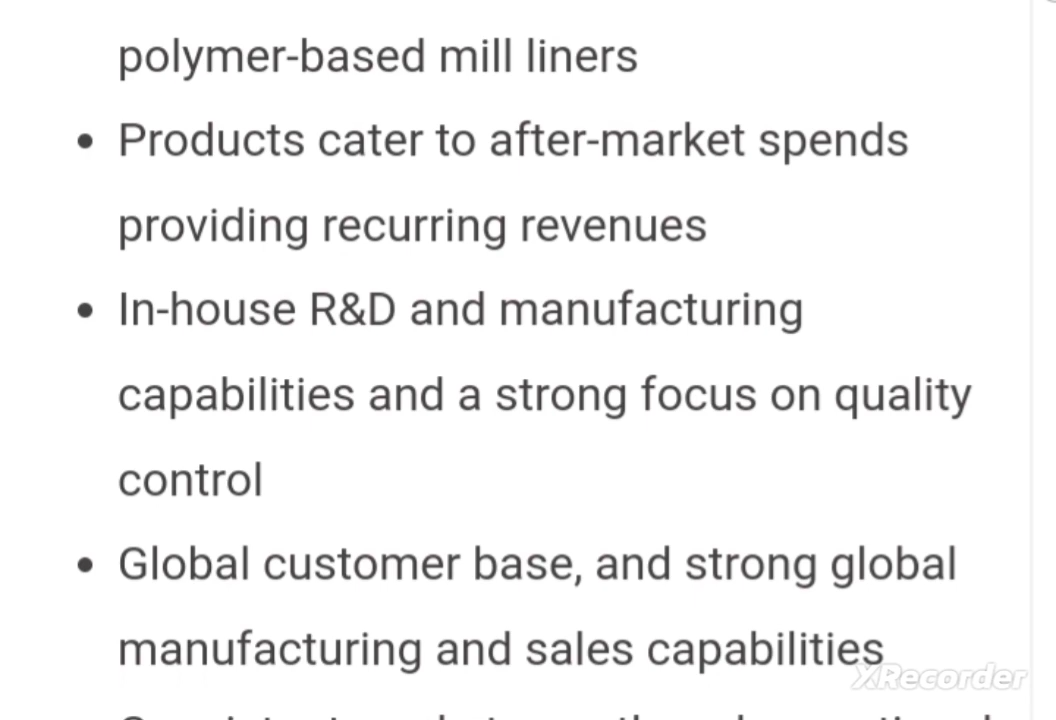 polymer-based mill liners
• Products cater to after-market spends
providing recurring revenues
• In-house R&D and manufacturing
capabilities and a strong focus on quality
control
• Global customer base, and strong global
manufacturing and sales capabilities
XRecorder